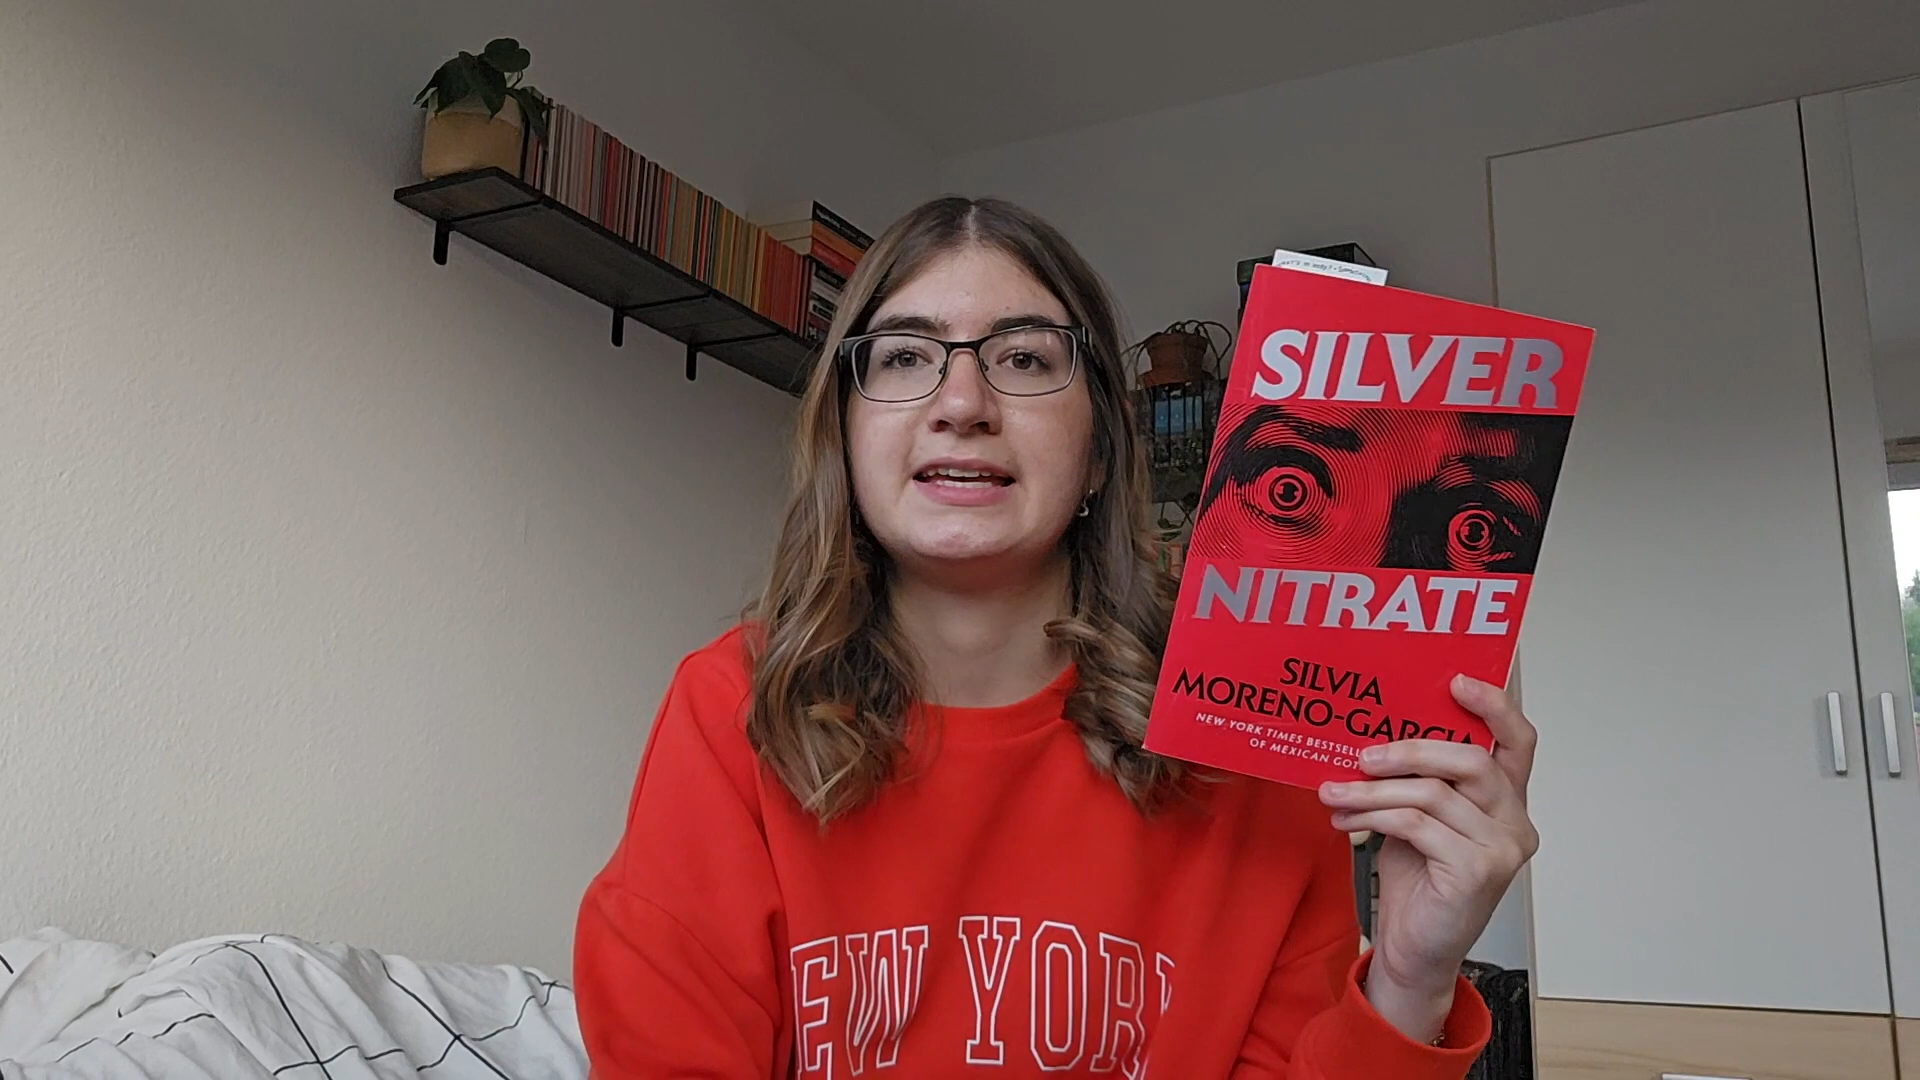 SILVER
NITRATE
SILVIA
MORENO-GARCIA
NEW YORK TIMES BESTSELL
OF MEXICAN GOT
EW YOR